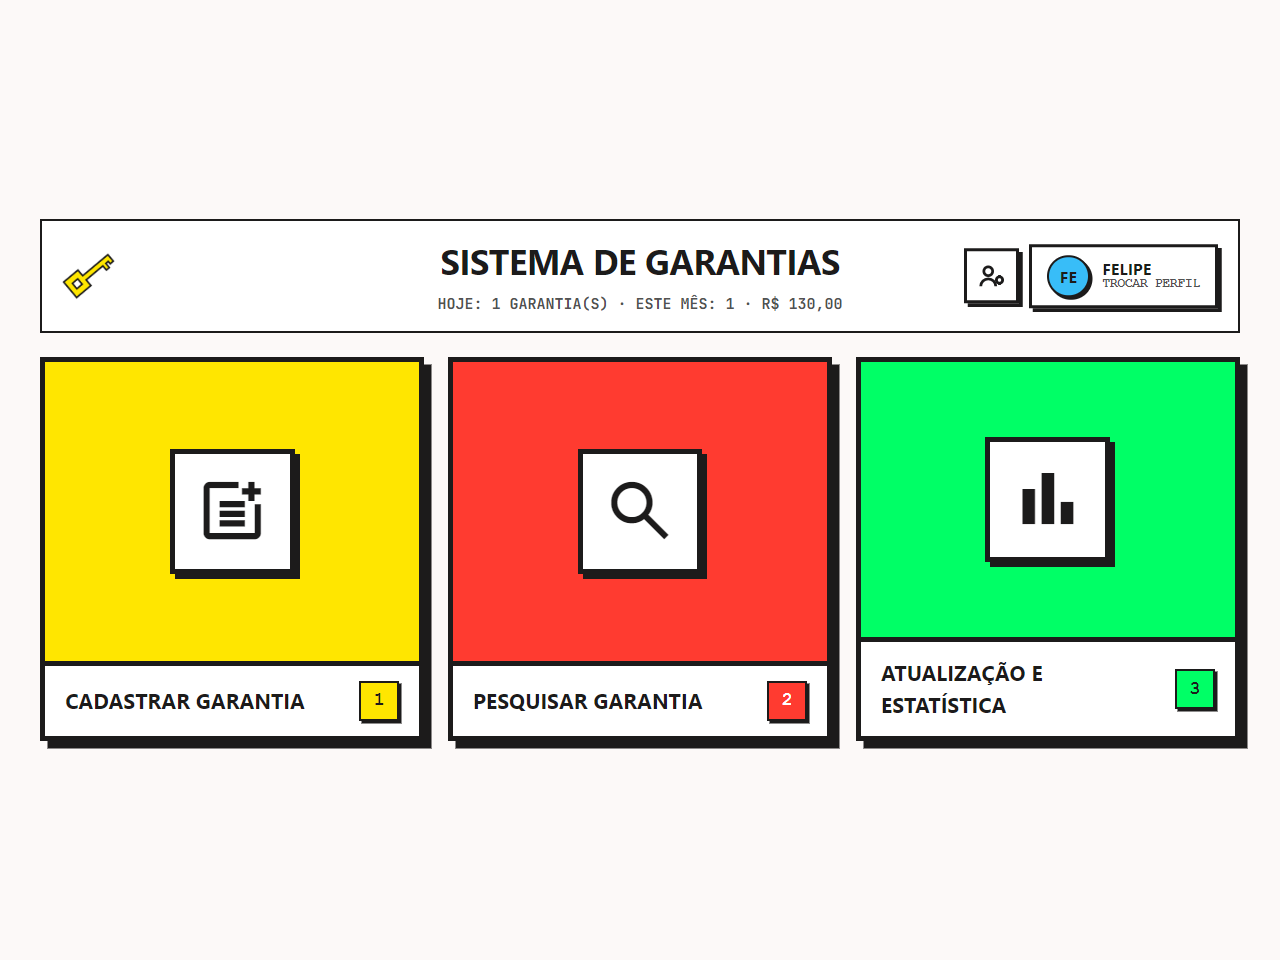 SISTEMA DE GARANTIAS
HOJE: 1 GARANTIA(S) · ESTE MÊS: 1 · R$ 130,00
FE
FELIPE
TROCAR PERFIL
CADASTRAR GARANTIA
1
PESQUISAR GARANTIA
2
ATUALIZAÇÃO E
ESTATÍSTICA
3